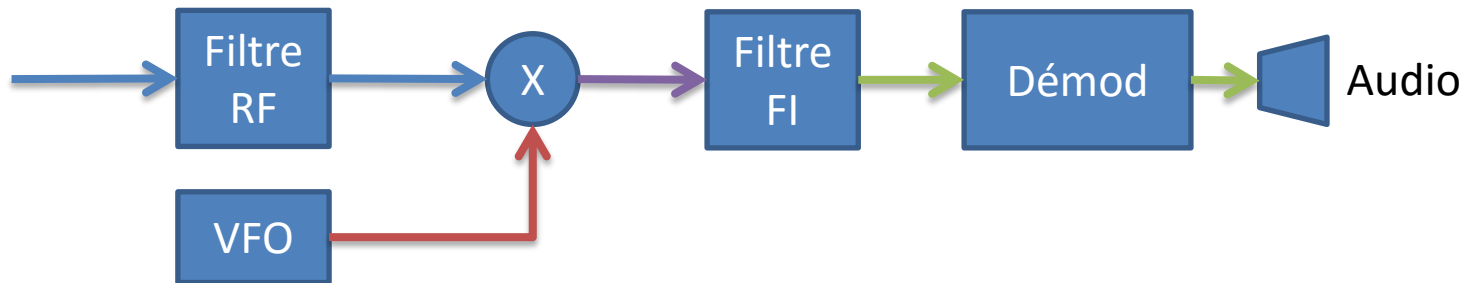 Filtre
RF
X
Filtre
FI
Démod
Audio
VFO